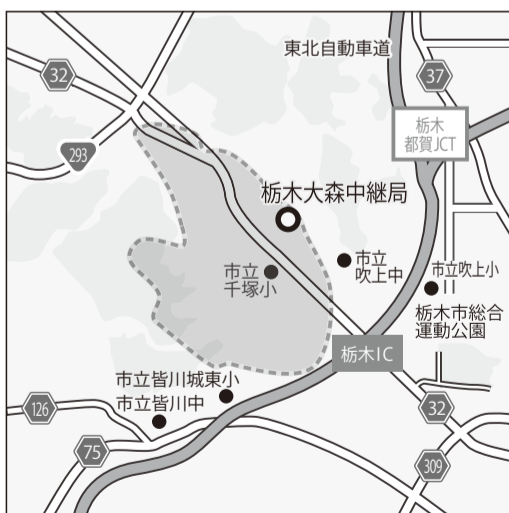 東北自動車道
32
37
栃木
都賀JCT
293
栃木大森中継局
市立
千塚小
市立
吹上中
市立吹上小
栃木市総合
運動公園
栃木IC
市立皆川城東小
市立皆川中
126
32
75
309